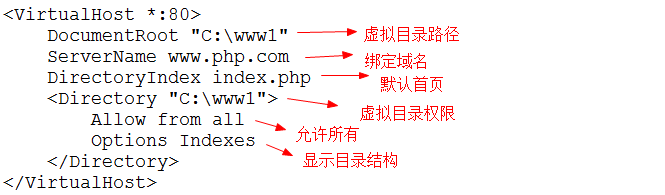 <VirtualHost *:80>
DocumentRoot "C:\www1" 虚拟目录路径
ServerName www.php.com 绑定域名
DirectoryIndex index.php 默认首页
<Directory "C:\www1"> 虚拟目录权限
Allow from all 允许所有
Options Indexes 显示目录结构
</Directory>
</VirtualHost>